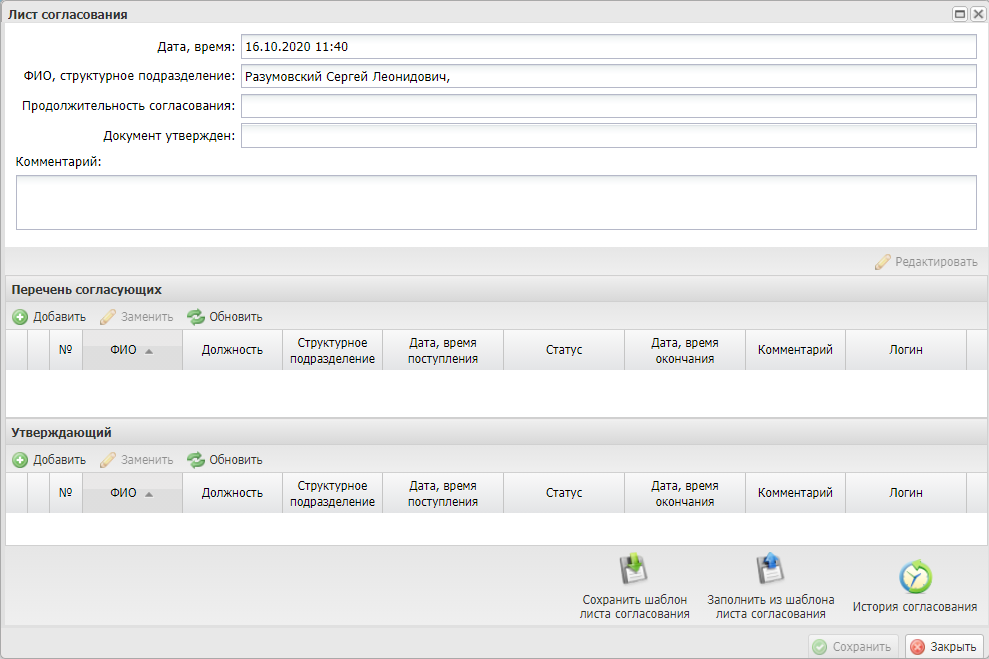 Лист согласования
Дата, время: 16.10.2020 11:40
ФИО, структурное подразделение: Разумовский Сергей Леонидович,
Продолжительность согласования:
Документ утвержден:
Комментарий:
Редактировать
Перечень согласующих
Добавить Заменить Обновить
№ ФИО Должность Структурное подразделение Дата, время поступления Статус Дата, время окончания Комментарий Логин
Утверждающий
Добавить Заменить Обновить
№ ФИО Должность Структурное подразделение Дата, время поступления Статус Дата, время окончания Комментарий Логин
Сохранить шаблон листа согласования
Заполнить из шаблона листа согласования
История согласования
Сохранить Закрыть